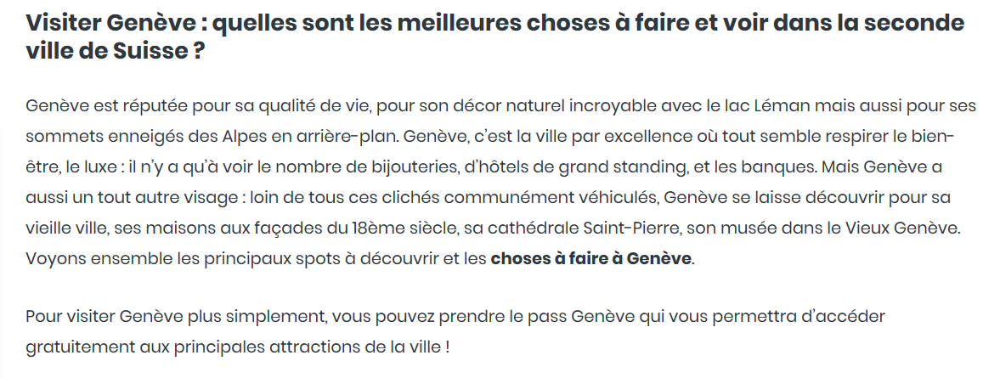 Visiter Genève : quelles sont les meilleures choses à faire et voir dans la seconde
ville de Suisse ?
Genève est réputée pour sa qualité de vie, pour son décor naturel incroyable avec le lac Léman mais aussi pour ses
sommets enneigés des Alpes en arrière-plan. Genève, c’est la ville par excellence où tout semble respirer le bien-
être, le luxe : il n’y a qu’à voir le nombre de bijouteries, d’hôtels de grand standing, et les banques. Mais Genève a
aussi un tout autre visage : loin de tous ces clichés communément véhiculés, Genève se laisse découvrir pour sa
vieille ville, ses maisons aux façades du 18ème siècle, sa cathédrale Saint-Pierre, son musée dans le Vieux Genève.
Voyons ensemble les principaux spots à découvrir et les choses à faire à Genève.
Pour visiter Genève plus simplement, vous pouvez prendre le pass Genève qui vous permettra d’accéder
gratuitement aux principales attractions de la ville !